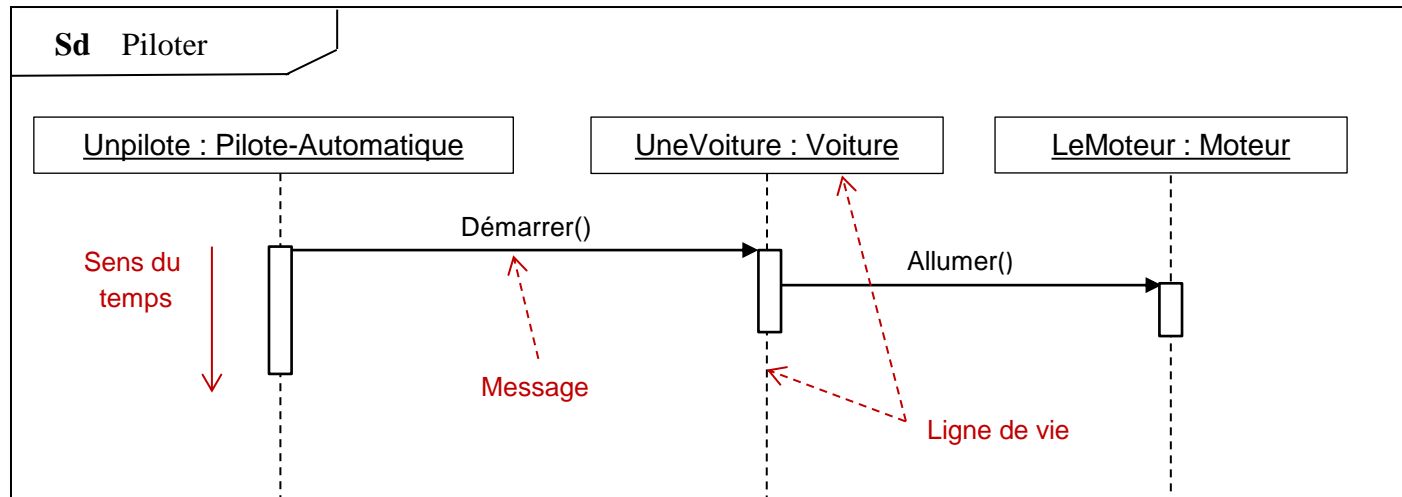 Sd Piloter
Unpilote : Pilote-Automatique
UneVoiture : Voiture
LeMoteur : Moteur
Démarrer()
Sens du
temps
Allumer()
Message
Ligne de vie